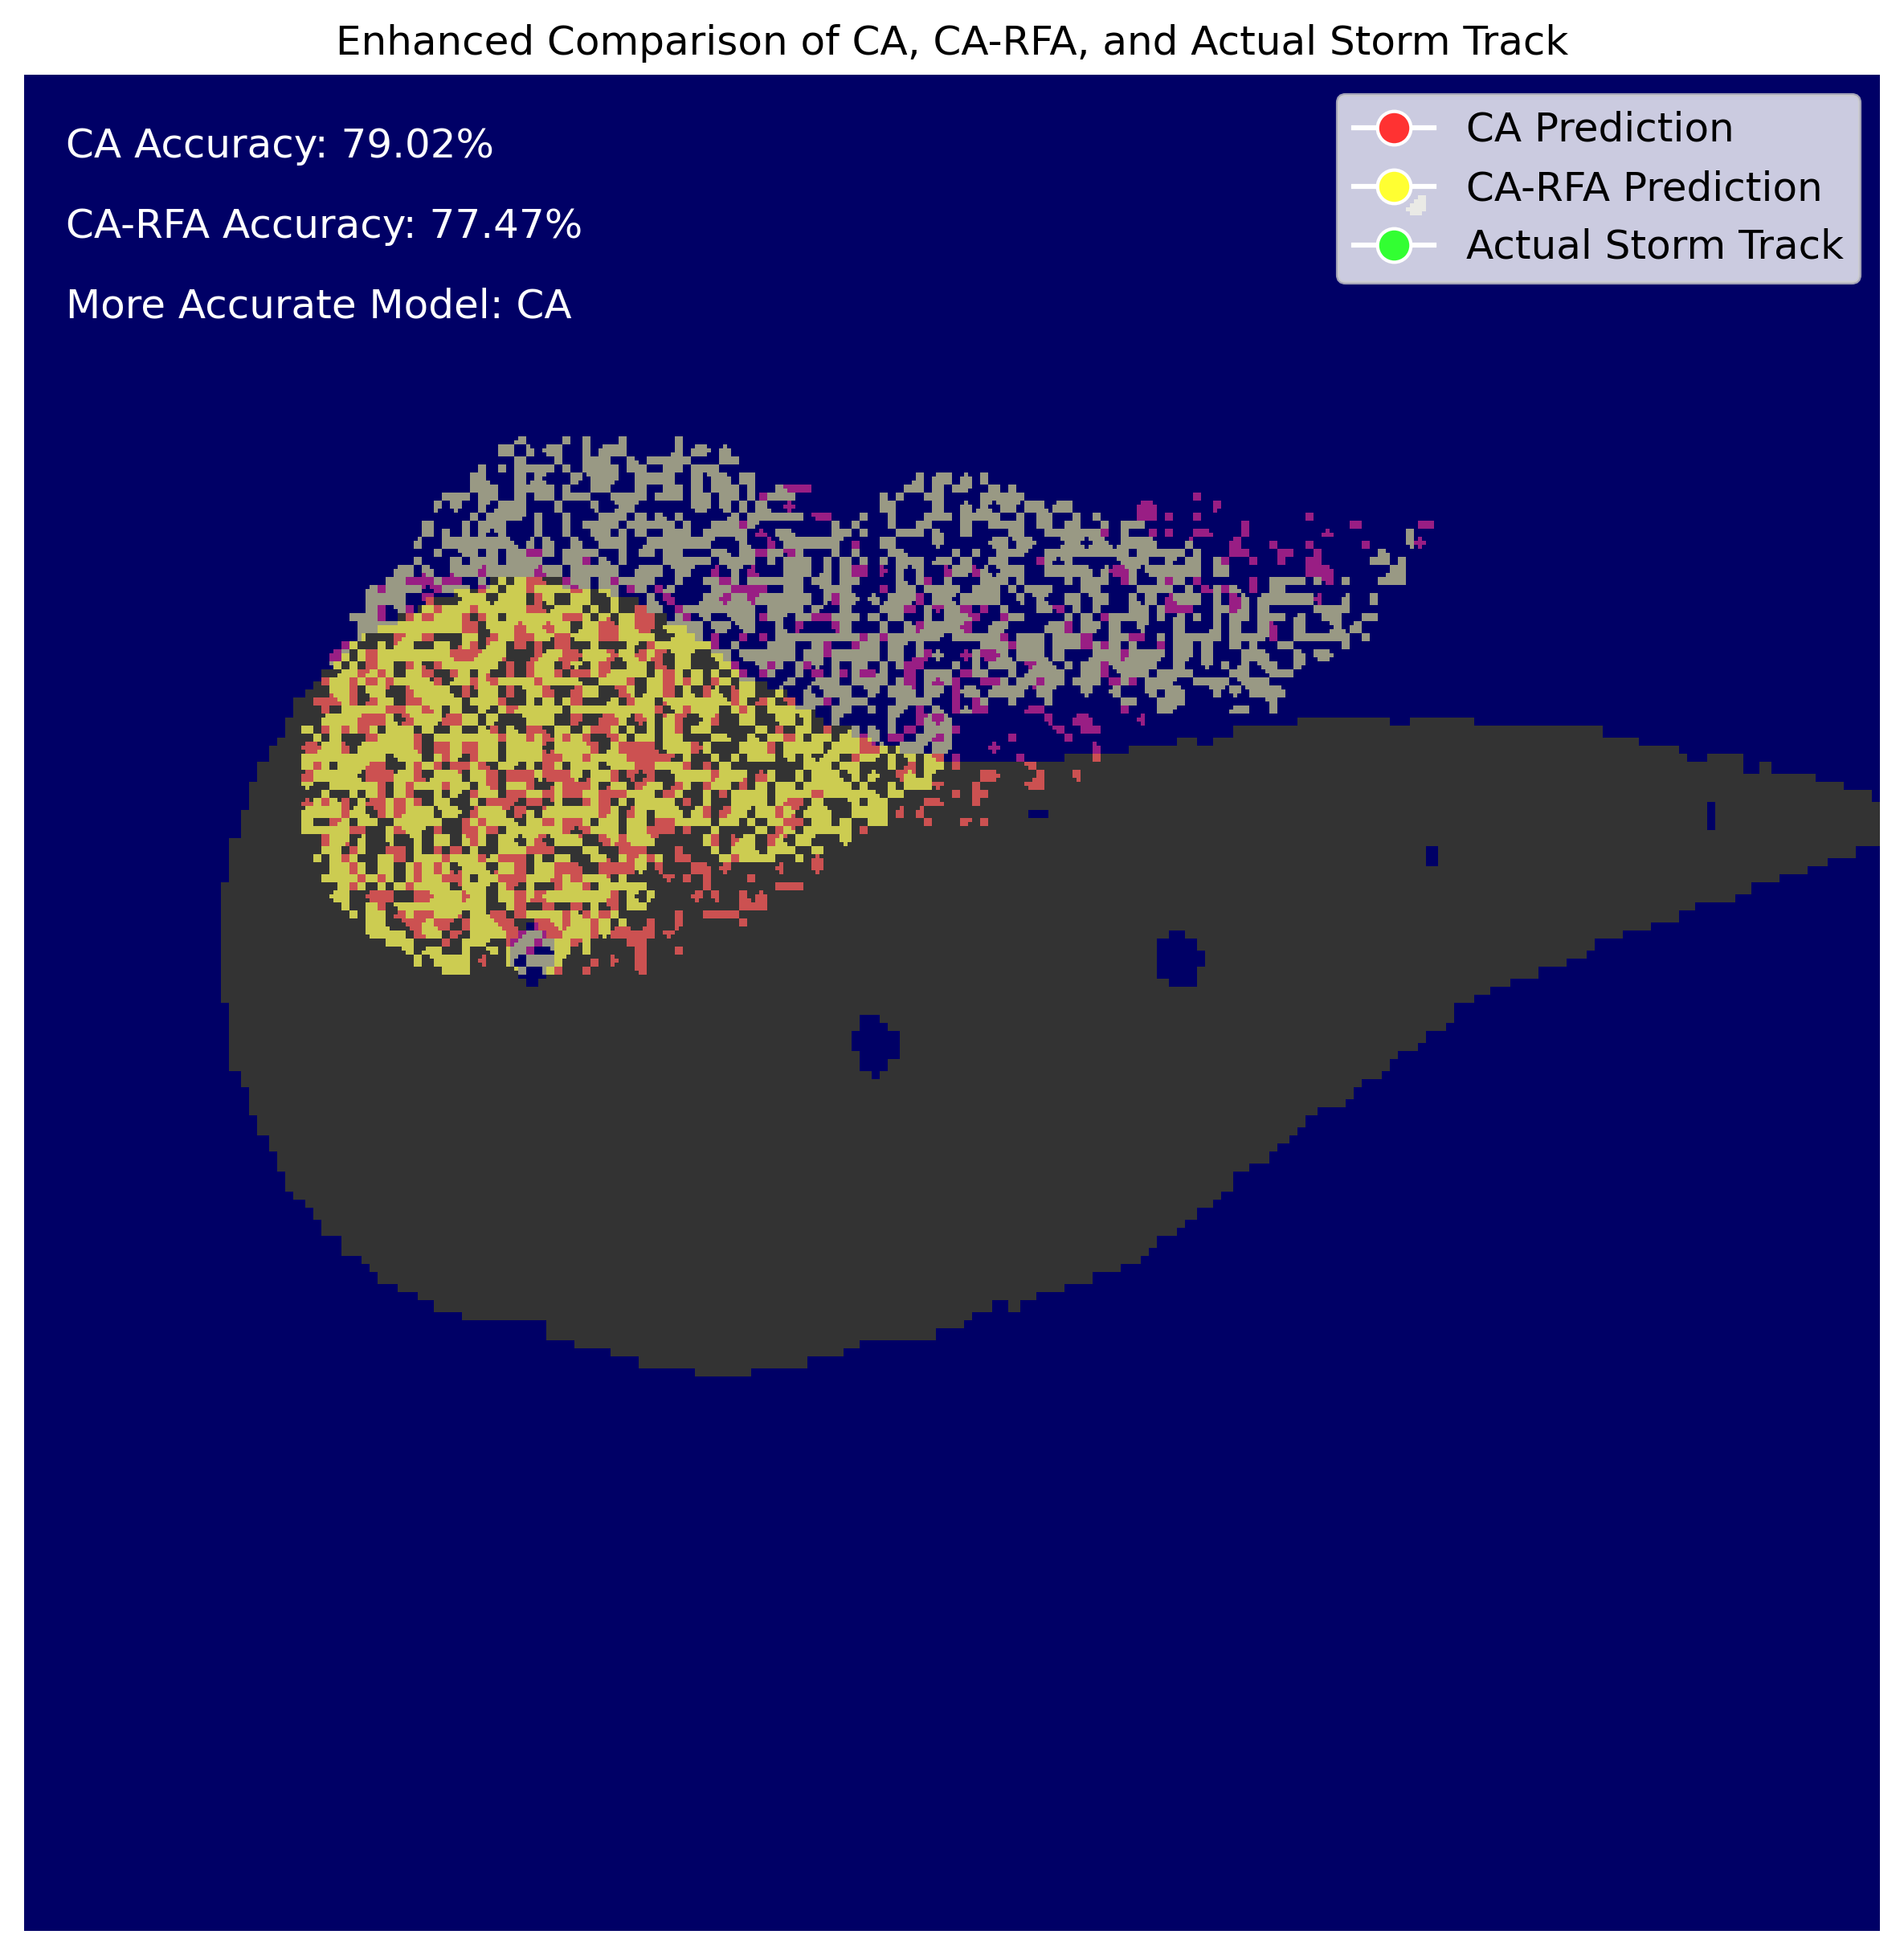 Enhanced Comparison of CA, CA-RFA, and Actual Storm Track
CA Accuracy: 79.02%
CA-RFA Accuracy: 77.47%
More Accurate Model: CA
CA Prediction
CA-RFA Prediction
Actual Storm Track